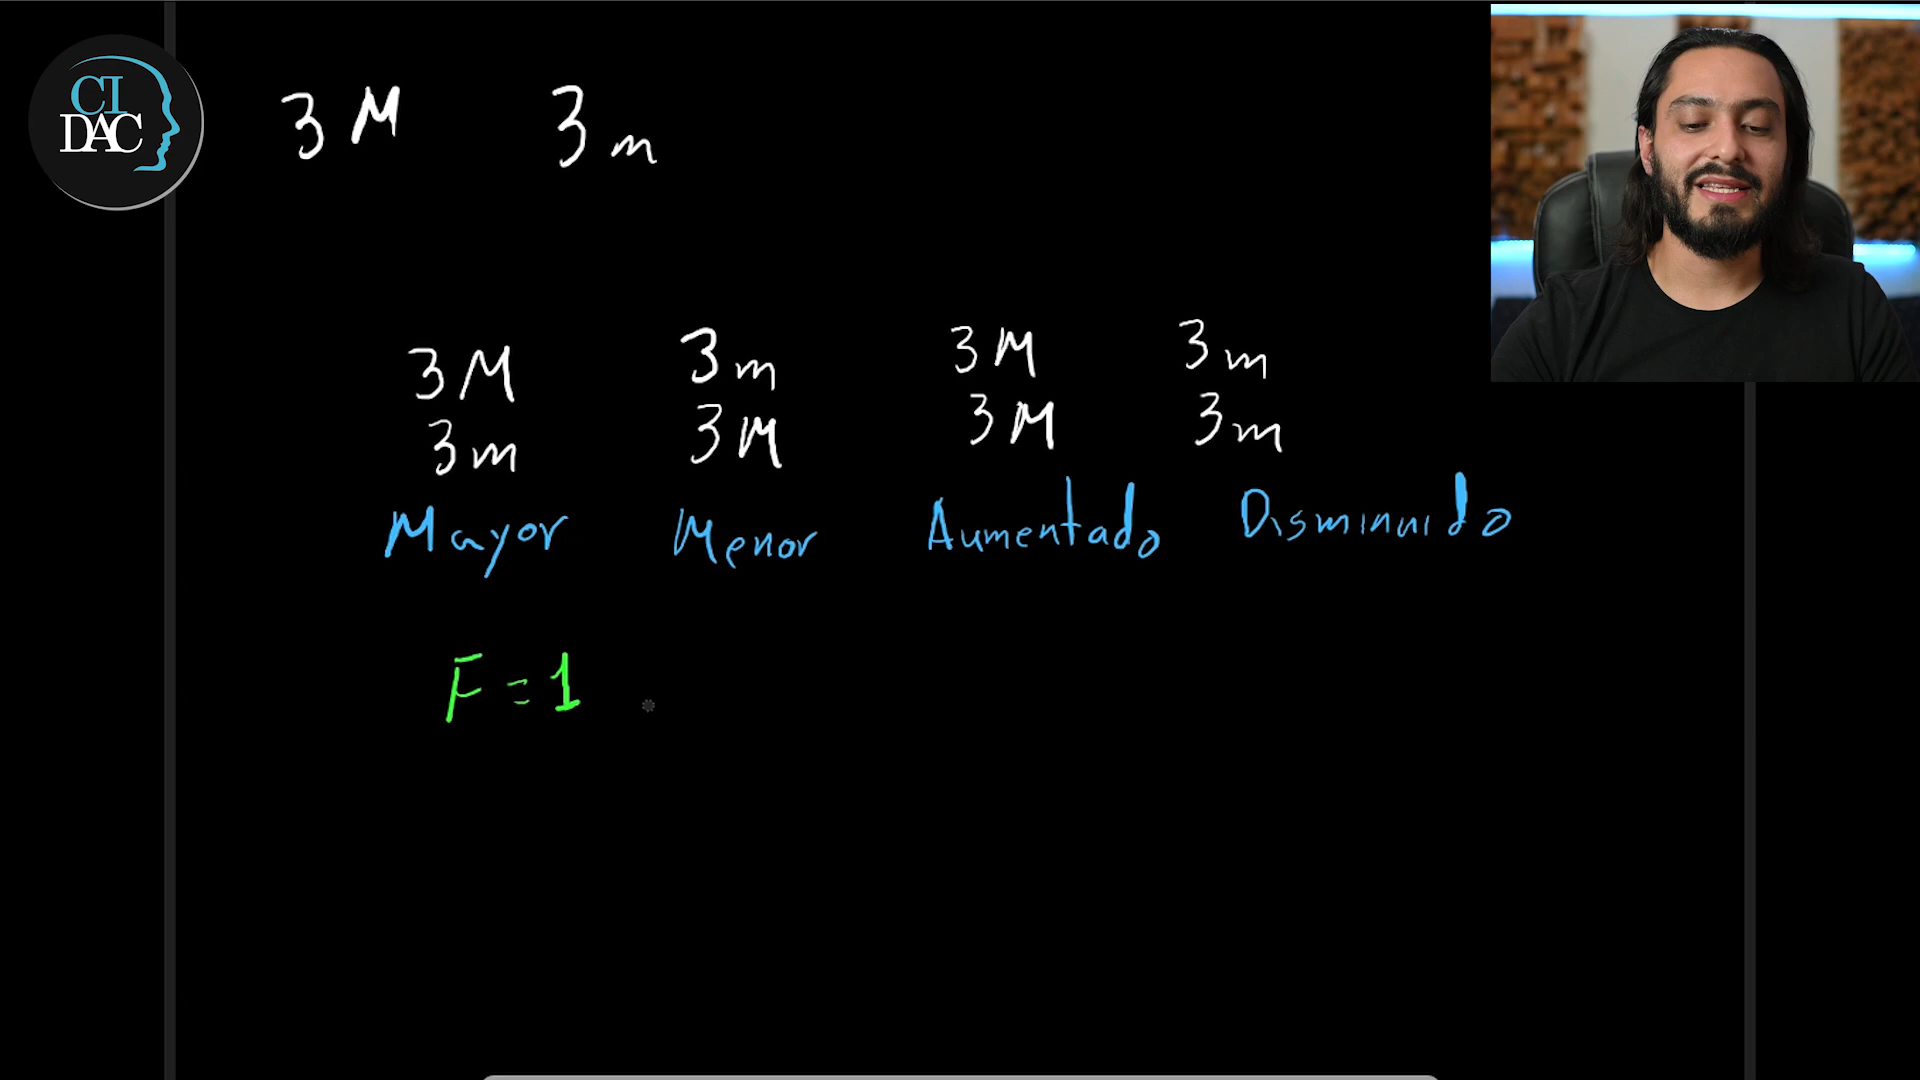 CI
DAC
3M 3m
3M 3m 3M 3m
3m 3M 3M 3m
Mayor Menor Aumentado Disminuido
F = 1